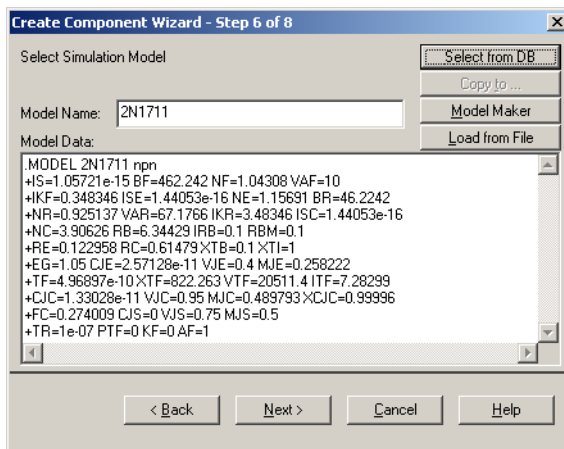 Create Component Wizard - Step 6 of 8
Select Simulation Model
Select from DB
Copy to ...
Model Name: 2N1711
Model Maker
Model Data:
Load from File
.MODEL 2N1711 npn
+IS=1.05721e-15 BF=462.242 NF=1.04308 VAF=10
+IKF=0.348346 ISE=1.44053e-16 NE=1.15691 BR=46.2242
+NR=0.925137 VAR=67.1766 IKR=3.48346 ISC=1.44053e-16
+NC=3.90626 RB=6.34429 IRB=0.1 RBM=0.1
+RE=0.122958 RC=0.61479 XTB=0.1 XTI=1
+EG=1.05 CJE=2.57128e-11 VJE=0.4 MJE=0.258222
+TF=4.96897e-10 XTF=822.263 VTF=20511.4 ITF=7.28299
+CJC=1.33028e-11 VJC=0.95 MJC=0.489793 XCJC=0.99996
+FC=0.274009 CJS=0 VJS=0.75 MJS=0.5
+TR=1e-07 PTF=0 KF=0 AF=1
< Back Next > Cancel Help